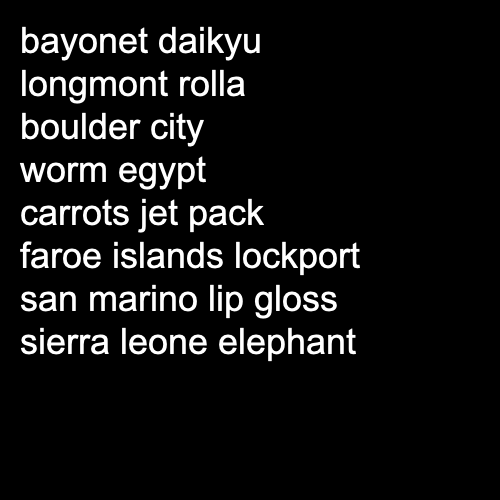 bayonet daikyu
longmont rolla
boulder city
worm egypt
carrots jet pack
faroe islands lockport
san marino lip gloss
sierra leone elephant